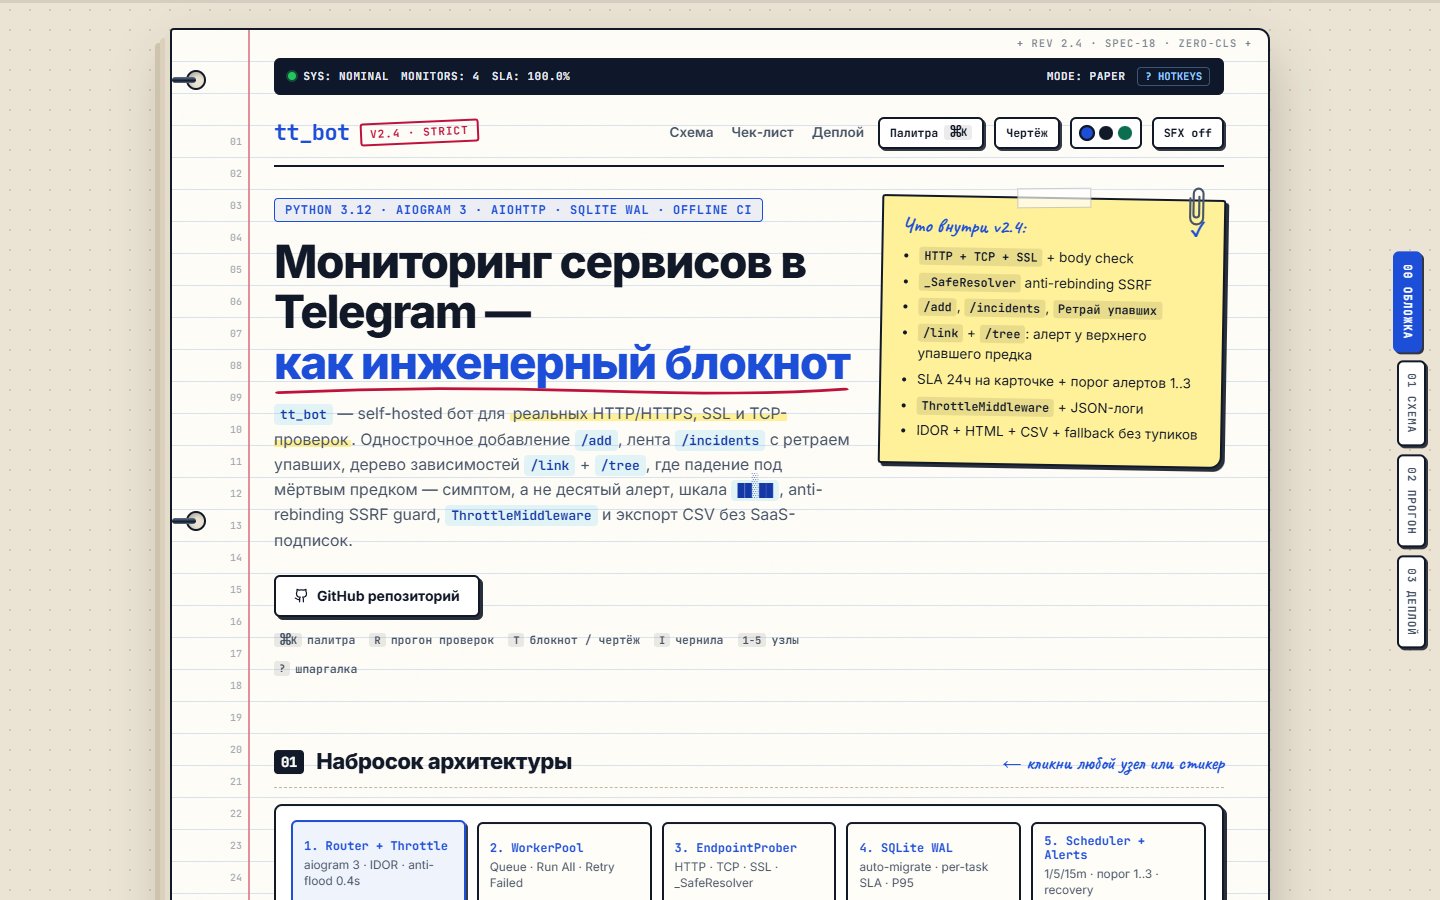 + REV 2.4 · SPEC-18 · ZERO-CLS +
SYS: NOMINAL MONITORS: 4 SLA: 100.0%
MODE: PAPER ? HOTKEYS
tt_bot V2.4 · STRICT
Схема Чек-лист Деплой Палитра ⌘K Чертёж SFX off
PYTHON 3.12 · AIOGRAM 3 · AIOHTTP · SQLITE WAL · OFFLINE CI
Мониторинг сервисов в
Telegram —
как инженерный блокнот
tt_bot — self-hosted бот для реальных HTTP/HTTPS, SSL и TCP-
проверок. Однострочное добавление /add, лента /incidents с ретраем
упавших, дерево зависимостей /link + /tree, где падение под
мёртвым предком — симптом, а не десятый алерт, шкала ██░██, anti-
rebinding SSRF guard, ThrottleMiddleware и экспорт CSV без SaaS-
подписок.
GitHub репозиторий
⌘K палитра R прогон проверок T блокнот / чертёж I чернила 1-5 узлы
? шпаргалка
Что внутри v2.4:
✓
• HTTP + TCP + SSL + body check
• _SafeResolver anti-rebinding SSRF
• /add, /incidents, Ретрай упавших
• /link + /tree: алерт у верхнего
упавшего предка
• SLA 24ч на карточке + порог алертов 1..3
• ThrottleMiddleware + JSON-логи
• IDOR + HTML + CSV + fallback без тупиков
00 ОБЛОЖКА
01 СХЕМА
02 ПРОГОН
03 ДЕПЛОЙ
01 Набросок архитектуры
← кликни любой узел или стикер
1. Router + Throttle
aiogram 3 · IDOR · anti-
flood 0.4s
2. WorkerPool
Queue · Run All · Retry
Failed
3. EndpointProber
HTTP · TCP · SSL ·
_SafeResolver
4. SQLite WAL
auto-migrate · per-task
SLA · P95
5. Scheduler +
Alerts
1/5/15m · порог 1..3 ·
recovery
01
02
03
04
05
06
07
08
09
10
11
12
13
14
15
16
17
18
19
20
21
22
23
24